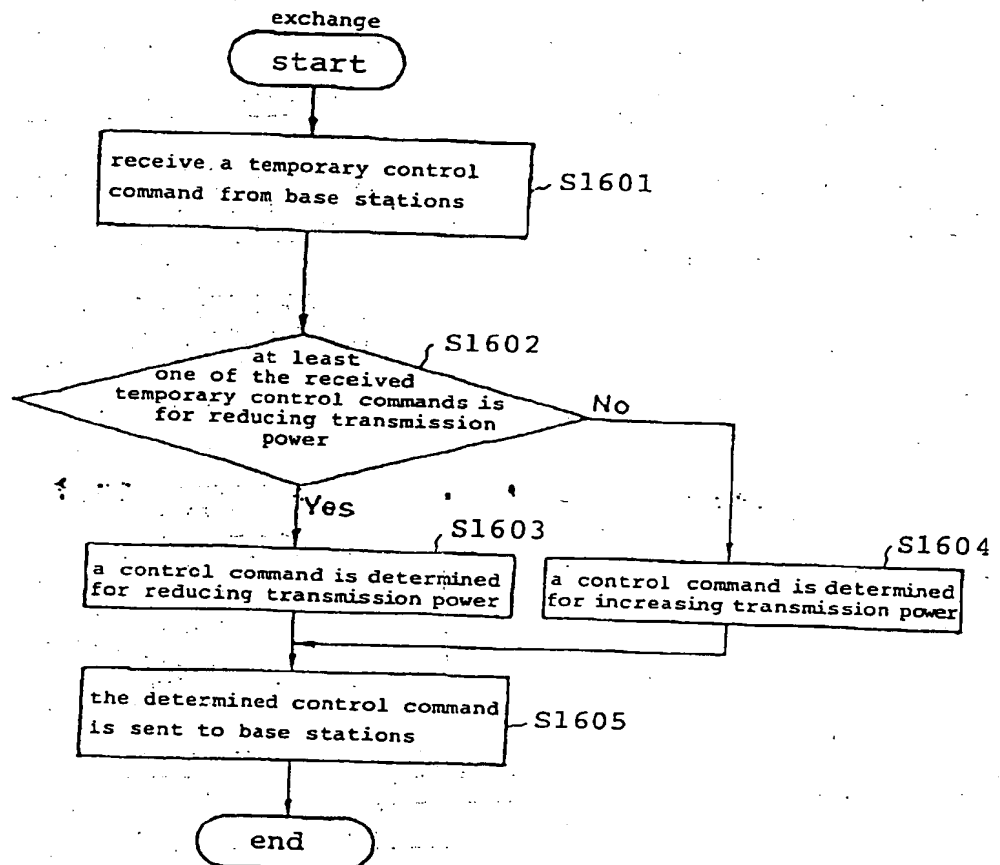 exchange
start
receive a temporary control
command from base stations
S1601
S1602
at least
one of the received
temporary control commands is
for reducing transmission
power
No
Yes
S1603
a control command is determined
for reducing transmission power
S1604
a control command is determined
for increasing transmission power
the determined control command
is sent to base stations
S1605
end